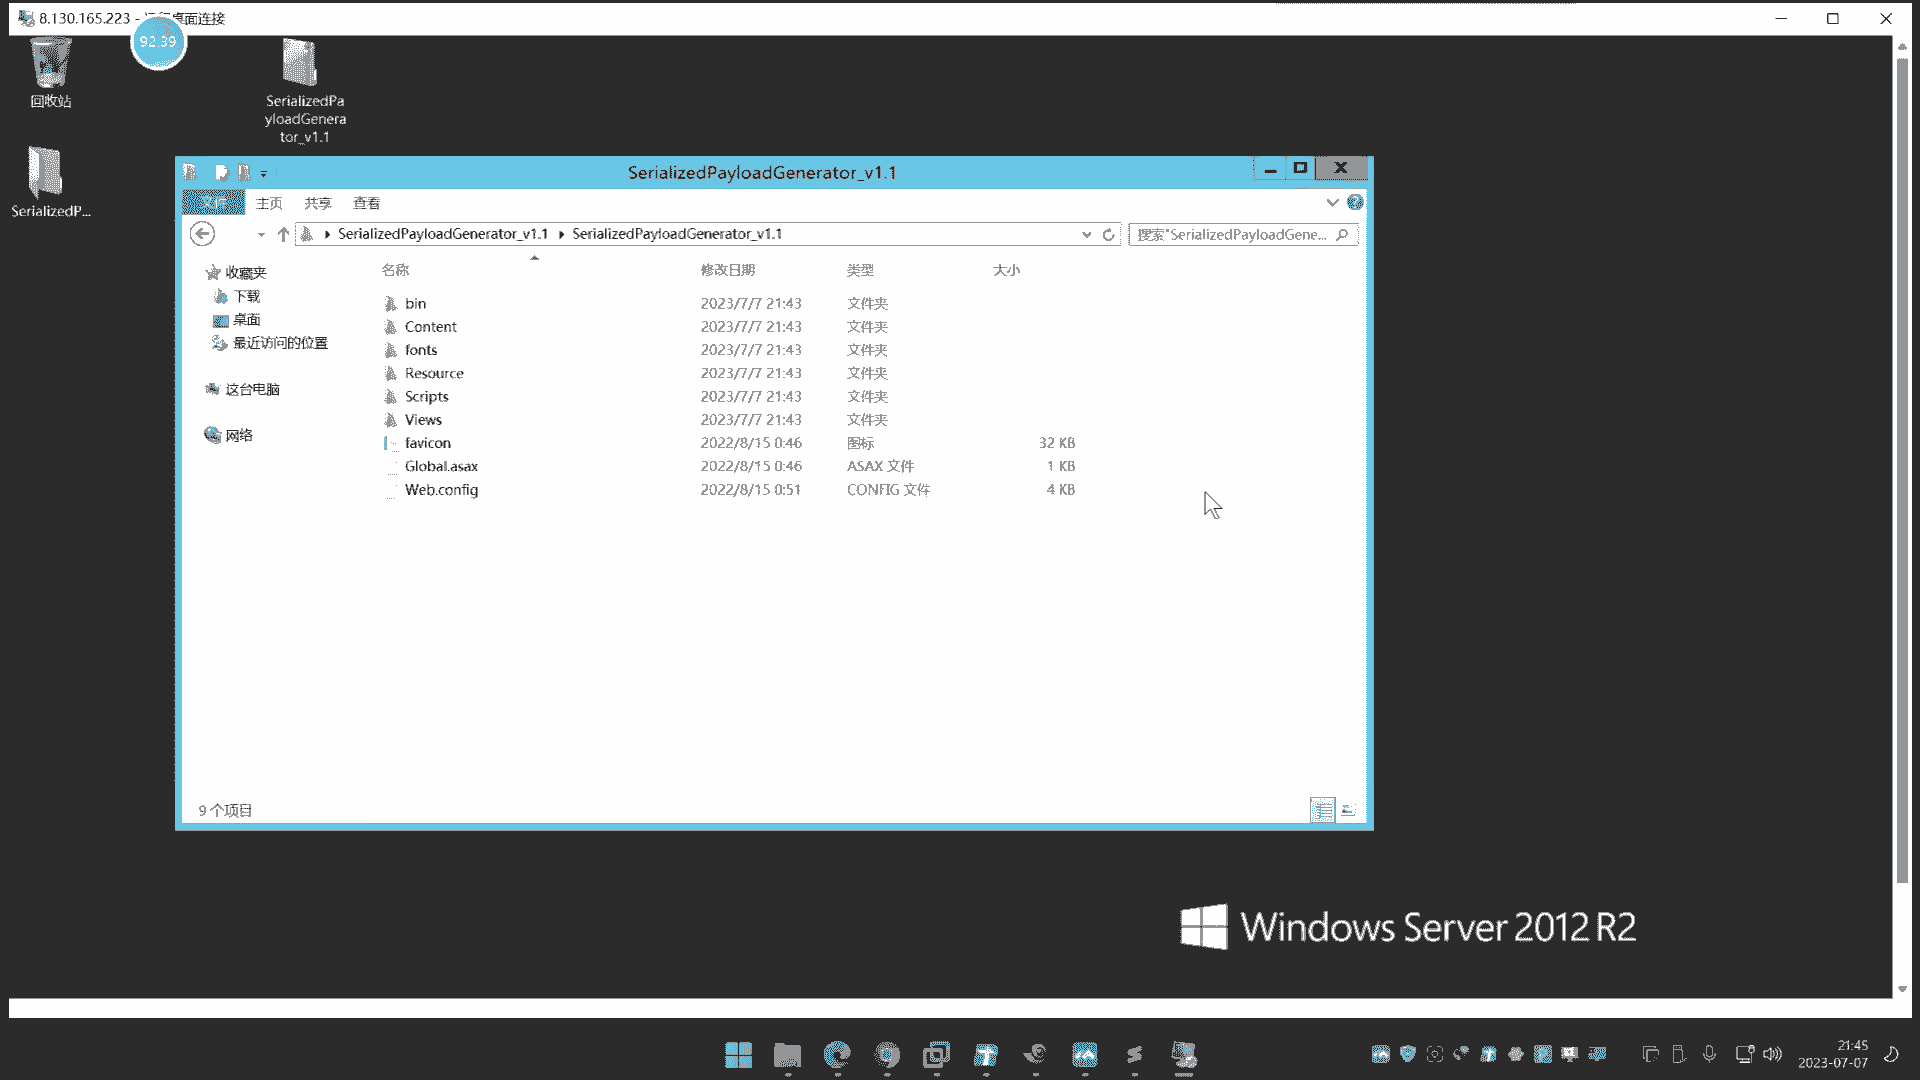 8.130.165.223 - 远程桌面连接
92.39
回收站
SerializedPa
yloadGenera
tor_v1.1
SerializedP...
SerializedPayloadGenerator_v1.1
文件 主页 共享 查看
SerializedPayloadGenerator_v1.1 SerializedPayloadGenerator_v1.1
搜索"SerializedPayloadGene...
收藏夹
下载
桌面
最近访问的位置
这台电脑
网络
名称 修改日期 类型 大小
bin 2023/7/7 21:43 文件夹
Content 2023/7/7 21:43 文件夹
fonts 2023/7/7 21:43 文件夹
Resource 2023/7/7 21:43 文件夹
Scripts 2023/7/7 21:43 文件夹
Views 2023/7/7 21:43 文件夹
favicon 2022/8/15 0:46 图标 32 KB
Global.asax 2022/8/15 0:46 ASAX 文件 1 KB
Web.config 2022/8/15 0:51 CONFIG 文件 4 KB
9 个项目
Windows Server 2012 R2
21:45
2023-07-07